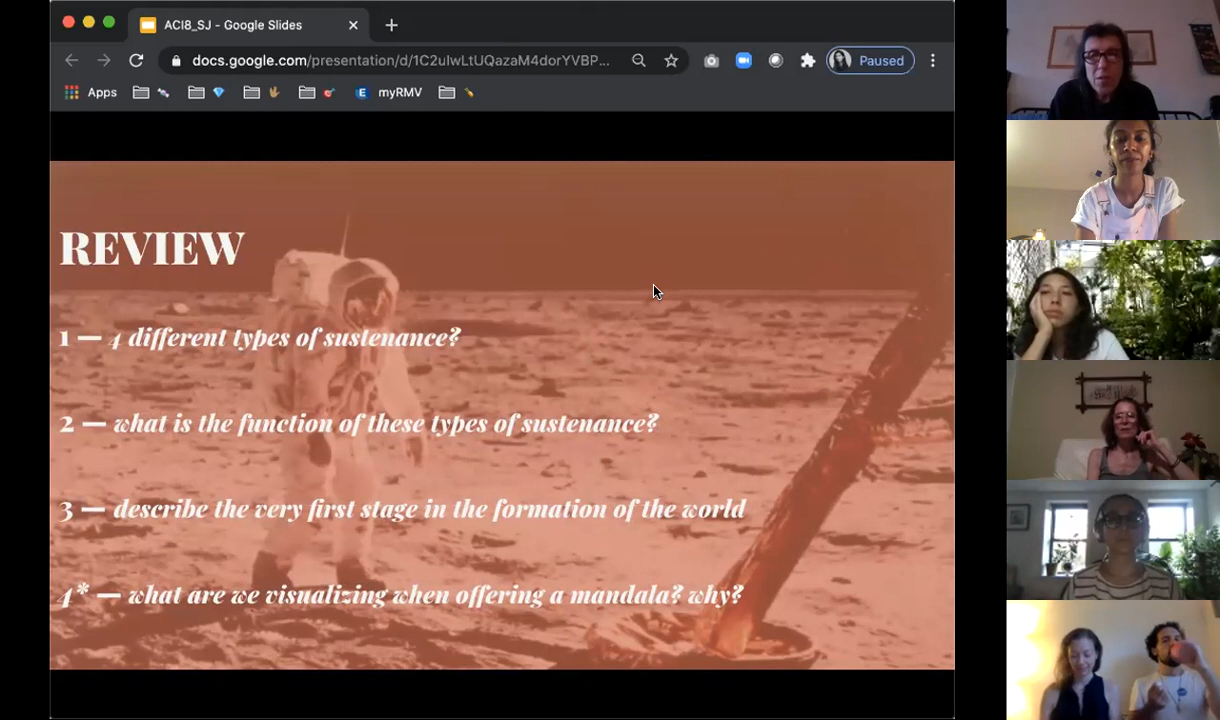 ACI8_SJ - Google Slides
docs.google.com/presentation/d/1C2ulwLtUQazaM4dorYVBP...
Paused
Apps
myRMV
REVIEW
1 — 4 different types of sustenance?
2 — what is the function of these types of sustenance?
3 — describe the very first stage in the formation of the world
4* — what are we visualizing when offering a mandala? why?